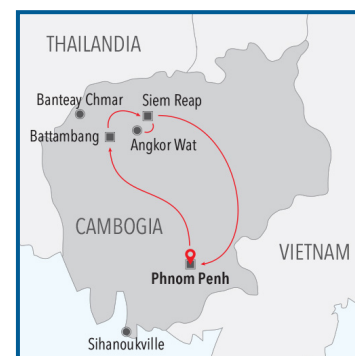 THAILANDIA
Banteay Chmar
Siem Reap
Battambang
Angkor Wat
CAMBOGIA
VIETNAM
Phnom Penh
Sihanoukville